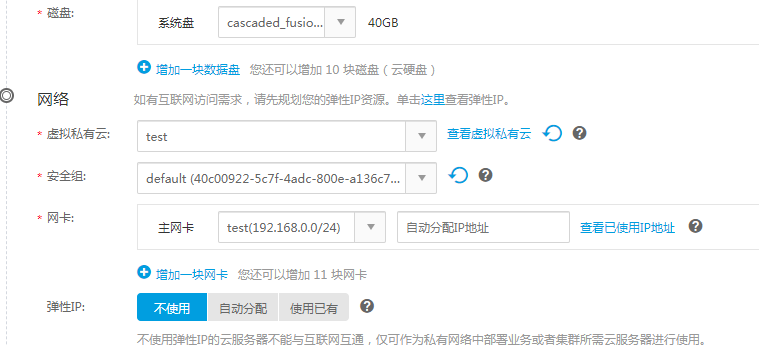 * 磁盘: 系统盘 cascaded_fusio... 40GB
增加一块数据盘 您还可以增加 10 块磁盘（云硬盘）
网络 如有互联网访问需求，请先规划您的弹性IP资源。单击这里查看弹性IP。
* 虚拟私有云: test 查看虚拟私有云 ?
* 安全组: default (40c00922-5c7f-4adc-800e-a136c7... ?
* 网卡: 主网卡 test(192.168.0.0/24) 自动分配IP地址 查看已使用IP地址 ?
增加一块网卡 您还可以增加 11 块网卡
弹性IP: 不使用 自动分配 使用已有 ?
不使用弹性IP的云服务器不能与互联网互通，仅可作为私有网络中部署业务或者集群所需云服务器进行使用。